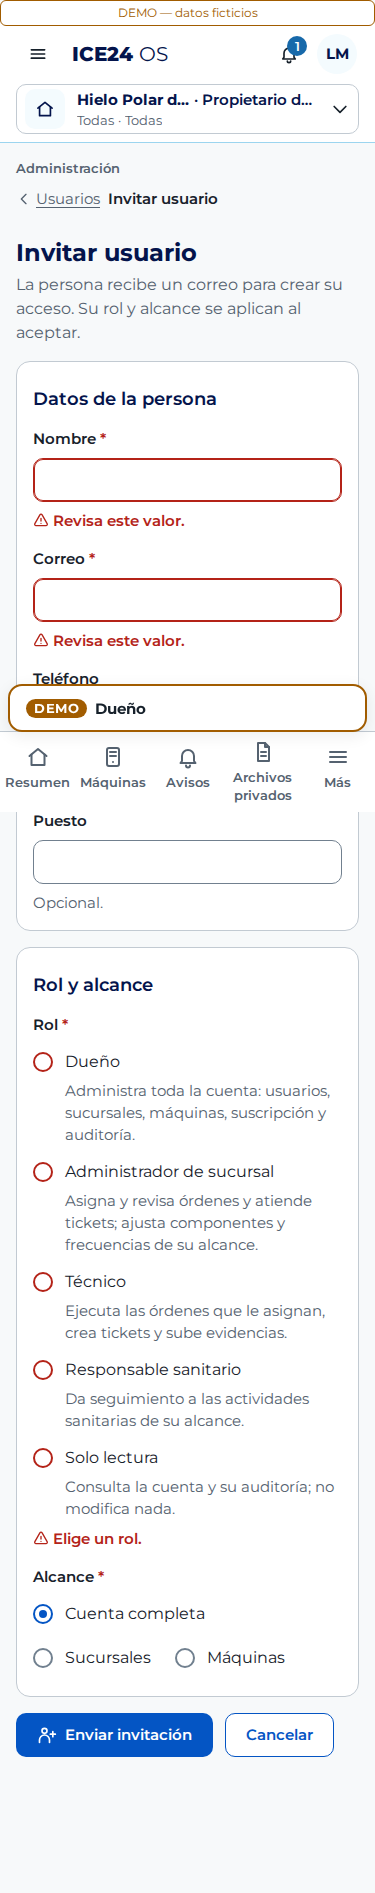 DEMO — datos ficticios
ICE24 OS
1
LM
Hielo Polar d... · Propietario d...
Todas · Todas
Administración
Usuarios Invitar usuario
Invitar usuario
La persona recibe un correo para crear su
acceso. Su rol y alcance se aplican al
aceptar.
Datos de la persona
Nombre *
Revisa este valor.
Correo *
Revisa este valor.
Teléfono
DEMO Dueño
Resumen
Máquinas
Avisos
Archivos
privados
Más
Puesto
Opcional.
Rol y alcance
Rol *
Dueño
Administra toda la cuenta: usuarios,
sucursales, máquinas, suscripción y
auditoría.
Administrador de sucursal
Asigna y revisa órdenes y atiende
tickets; ajusta componentes y
frecuencias de su alcance.
Técnico
Ejecuta las órdenes que le asignan,
crea tickets y sube evidencias.
Responsable sanitario
Da seguimiento a las actividades
sanitarias de su alcance.
Solo lectura
Consulta la cuenta y su auditoría; no
modifica nada.
Elige un rol.
Alcance *
Cuenta completa
Sucursales Máquinas
Enviar invitación Cancelar